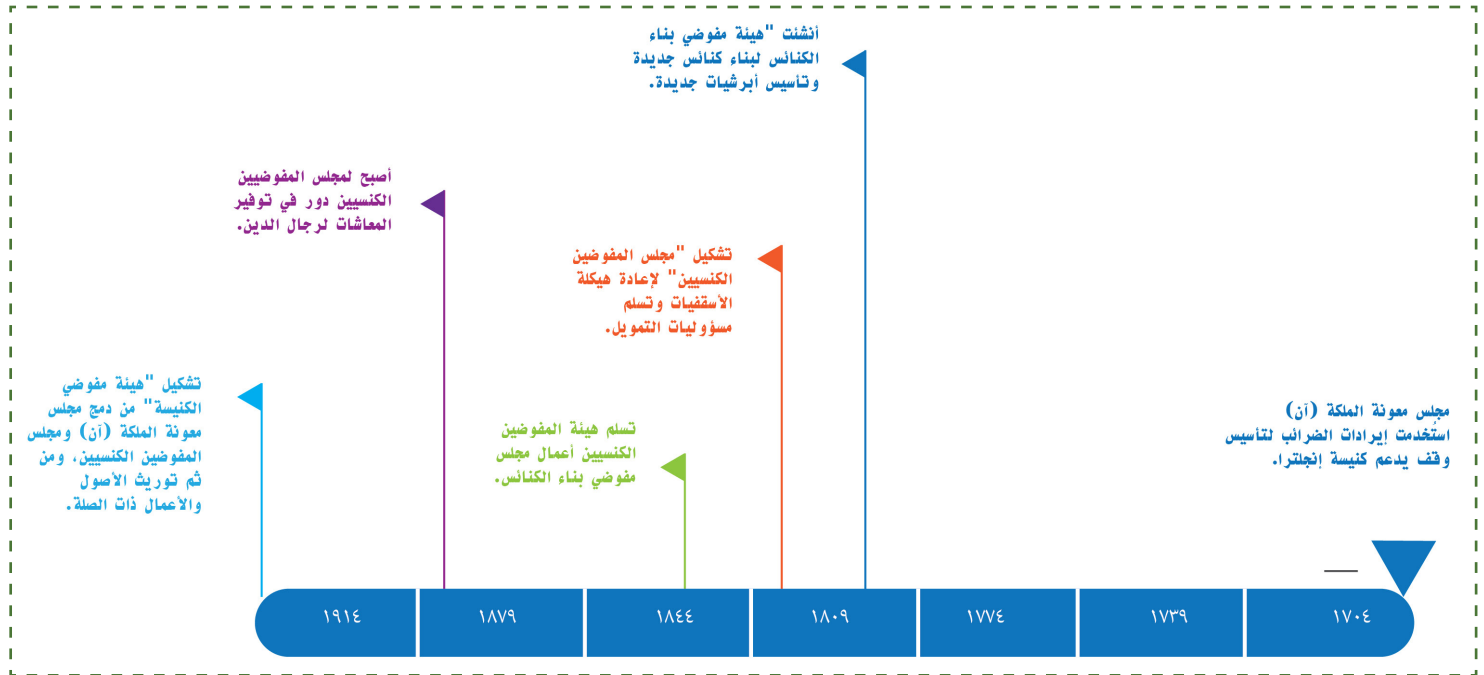 أنشئت "هيئة مفوضي بناء
الكنائس لبناء كنائس جديدة
وتأسيس أبرشيات جديدة.
أصبح لمجلس المفوضيين
الكنسيين دور في توفير
المعاشات لرجال الدين.
تشكيل "مجلس المفوضين
الكنسيين" لإعادة هيكلة
الأسقفيات وتسلم
مسؤوليات التمويل.
تشكيل "هيئة مفوضي
الكنيسة" من دمج مجلس
معونة الملكة (آن) ومجلس
المفوضين الكنسيين، ومن
ثم توريث الأصول
والأعمال ذات الصلة.
تسلم هيئة المفوضين
الكنسيين أعمال مجلس
مفوضي بناء الكنائس.
مجلس معونة الملكة (آن)
استُخدمت إيرادات الضرائب لتأسيس
وقف يدعم كنيسة إنجلترا.
١٧٠٤
١٧٣٩
١٧٧٤
١٨٠٩
١٨٤٤
١٨٧٩
١٩١٤